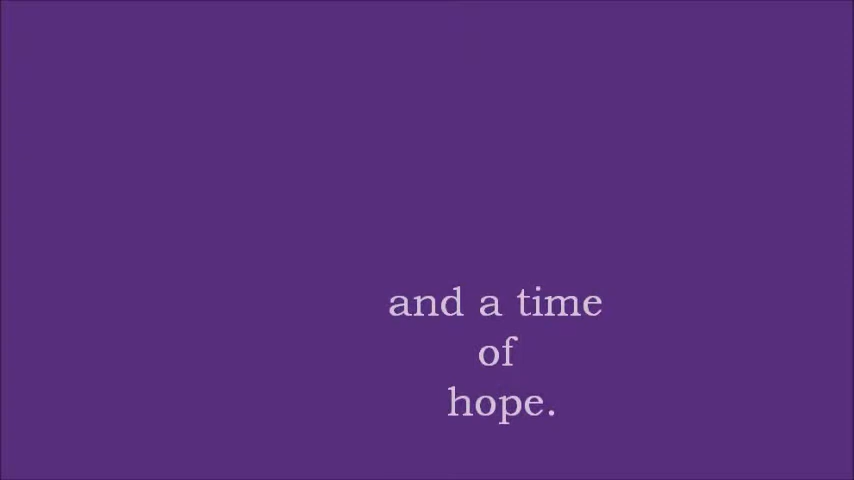 and a time
of
hope.